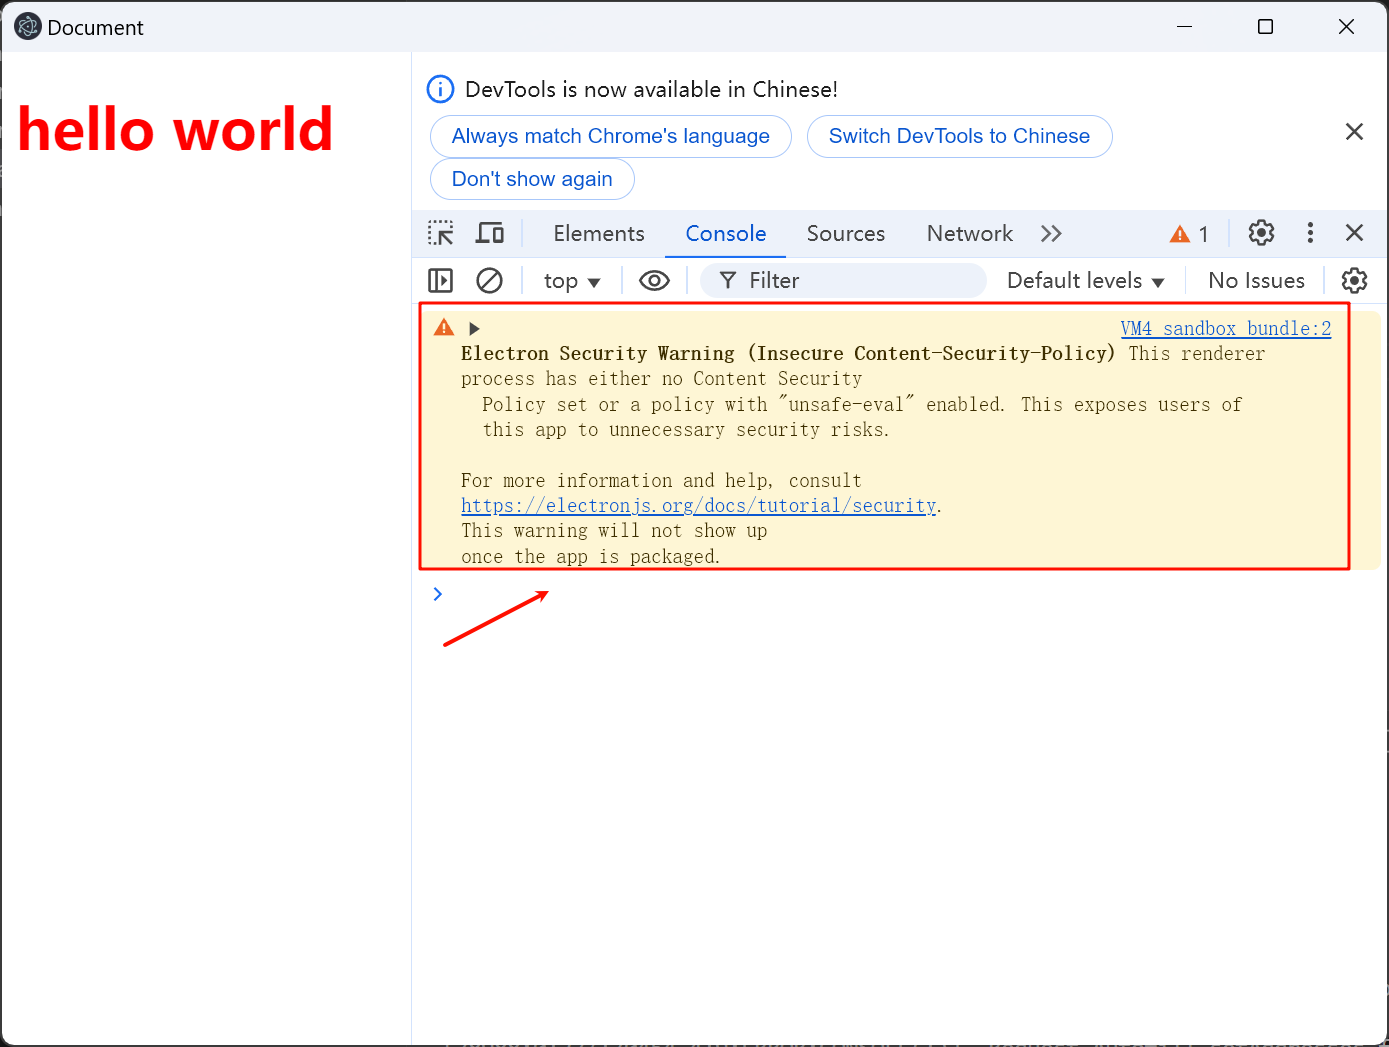 Document
hello world
DevTools is now available in Chinese!
Always match Chrome's language
Switch DevTools to Chinese
Don't show again
Elements
Console
Sources
Network
1
top
Filter
Default levels
No Issues
VM4 sandbox bundle:2
Electron Security Warning (Insecure Content-Security-Policy) This renderer
process has either no Content Security
Policy set or a policy with "unsafe-eval" enabled. This exposes users of
this app to unnecessary security risks.
For more information and help, consult
https://electronjs.org/docs/tutorial/security.
This warning will not show up
once the app is packaged.